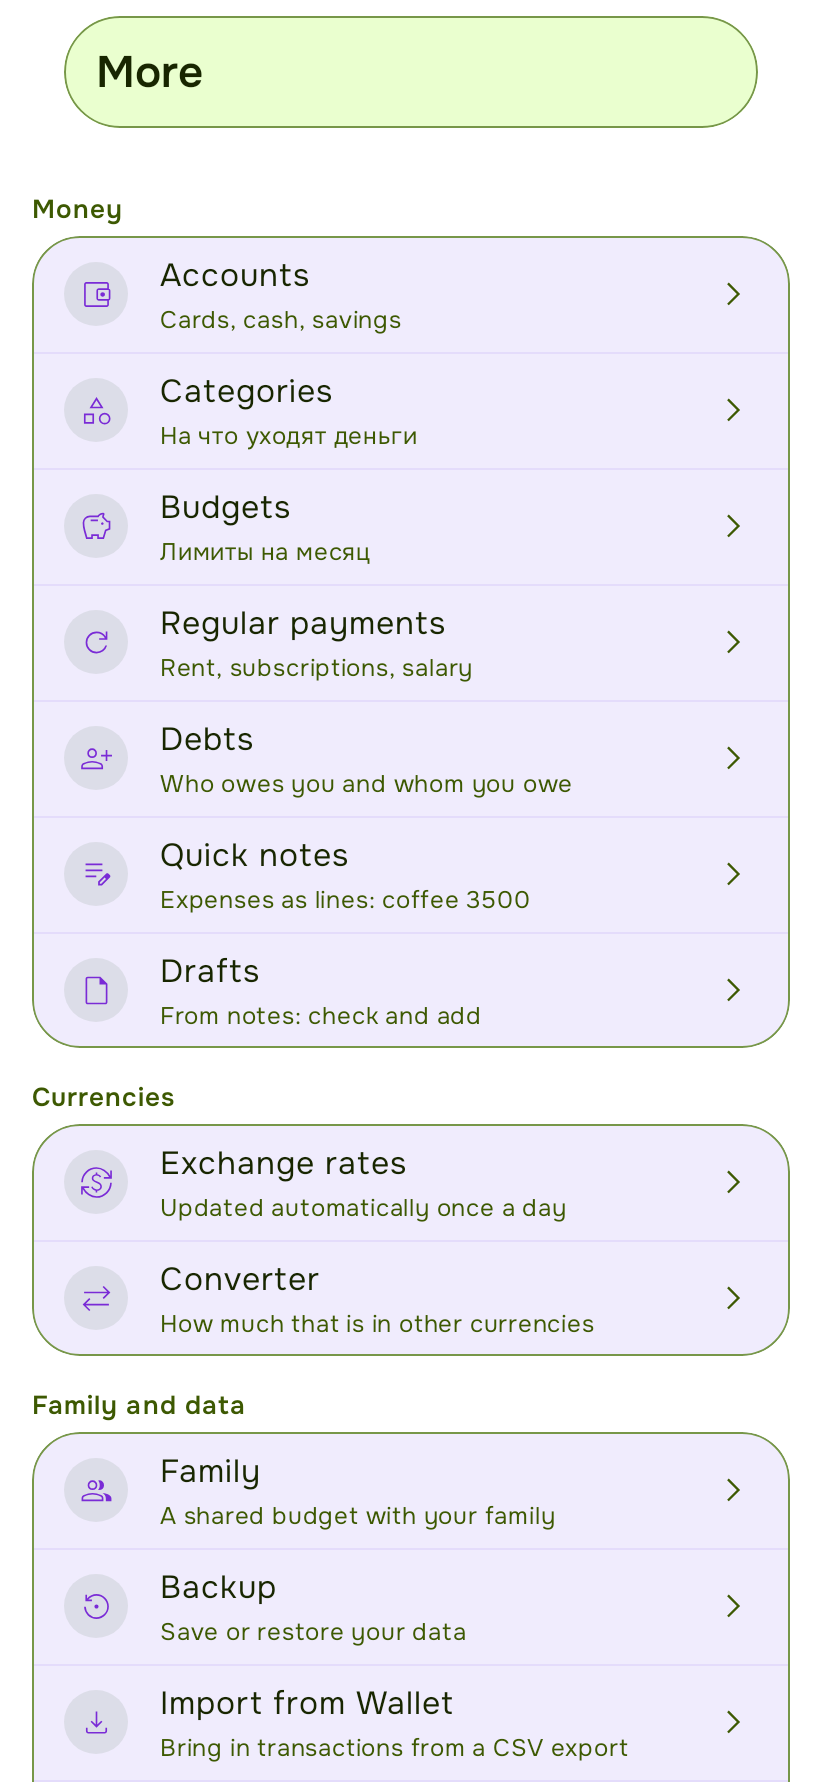 More
Money
Accounts
Cards, cash, savings
Categories
На что уходят деньги
Budgets
Лимиты на месяц
Regular payments
Rent, subscriptions, salary
Debts
Who owes you and whom you owe
Quick notes
Expenses as lines: coffee 3500
Drafts
From notes: check and add
Currencies
Exchange rates
Updated automatically once a day
Converter
How much that is in other currencies
Family and data
Family
A shared budget with your family
Backup
Save or restore your data
Import from Wallet
Bring in transactions from a CSV export